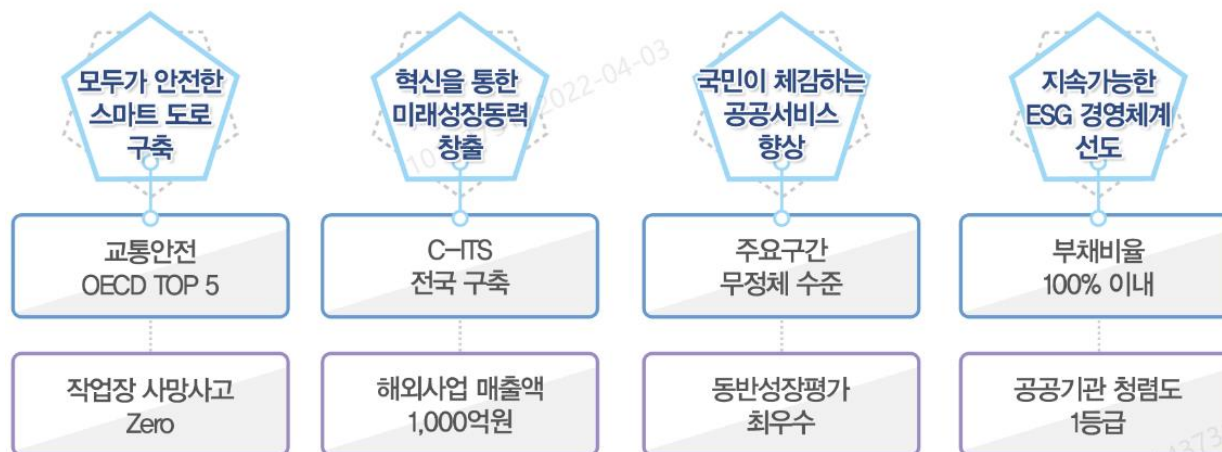 모두가 안전한
스마트 도로
구축
혁신을 통한
미래성장동력
창출
국민이 체감하는
공공서비스
향상
지속가능한
ESG 경영체계
선도
교통안전
OECD TOP 5
C-ITS
전국 구축
주요구간
무정체 수준
부채비율
100% 이내
작업장 사망사고
Zero
해외사업 매출액
1,000억원
동반성장평가
최우수
공공기관 청렴도
1등급
2022-04-03
4373